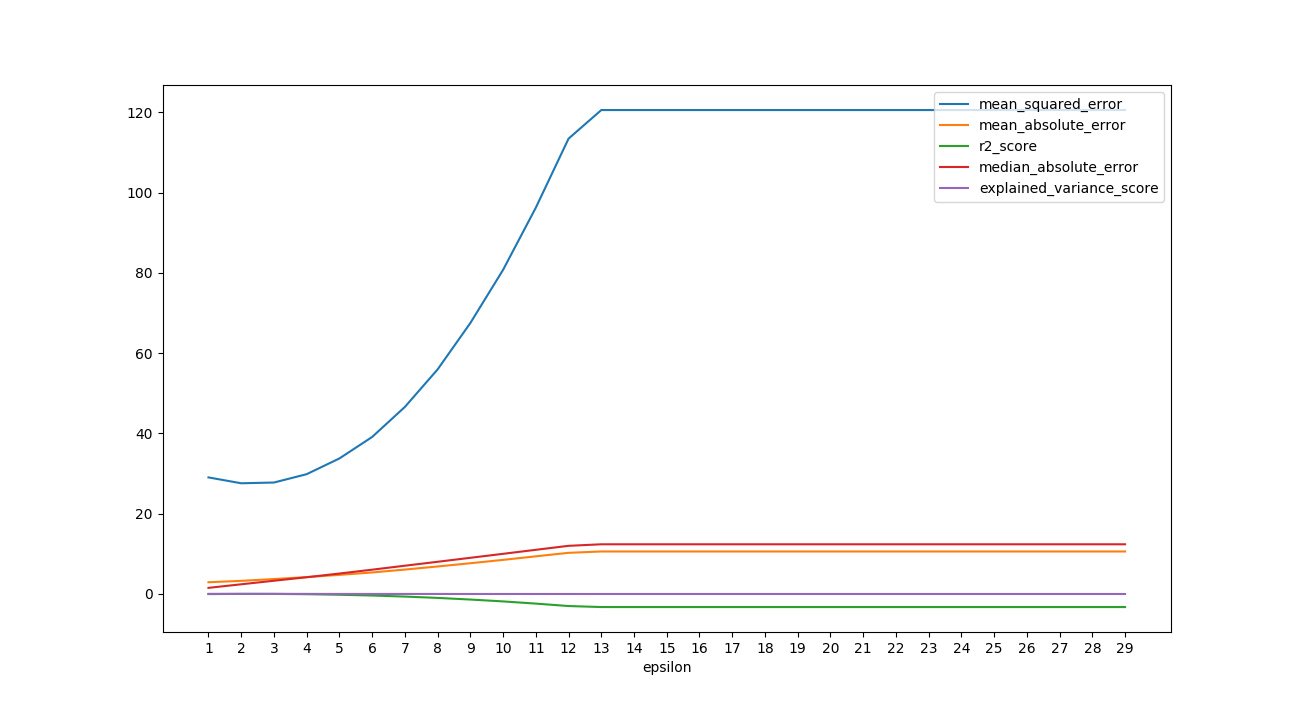 120
100
80
60
40
20
0
mean_squared_error
mean_absolute_error
r2_score
median_absolute_error
explained_variance_score
1 2 3 4 5 6 7 8 9 10 11 12 13 14 15 16 17 18 19 20 21 22 23 24 25 26 27 28 29
epsilon